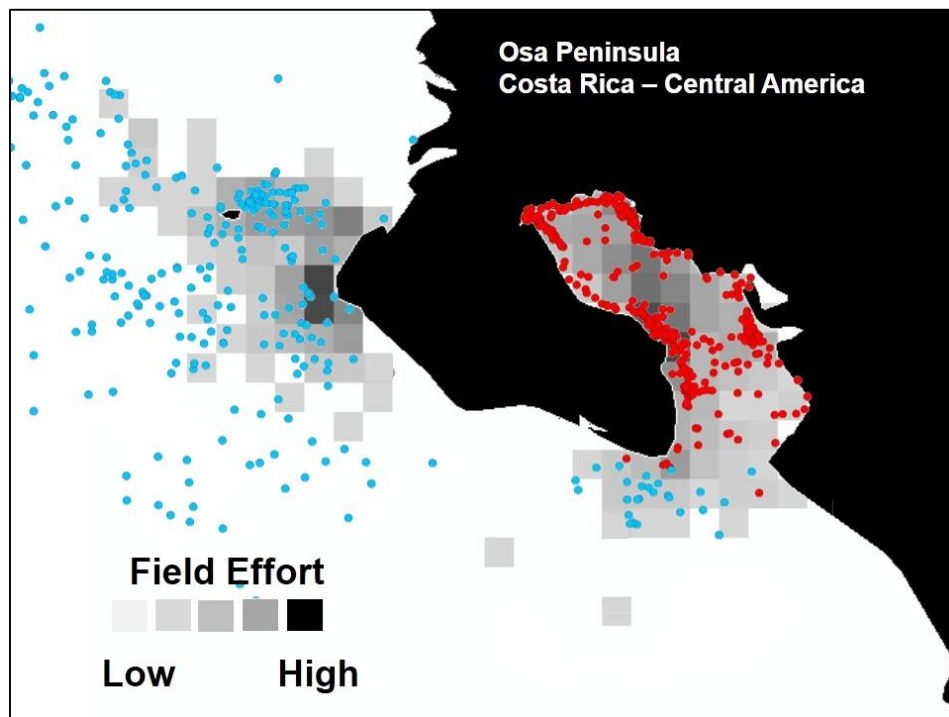 Osa Peninsula
Costa Rica – Central America
Field Effort
Low High